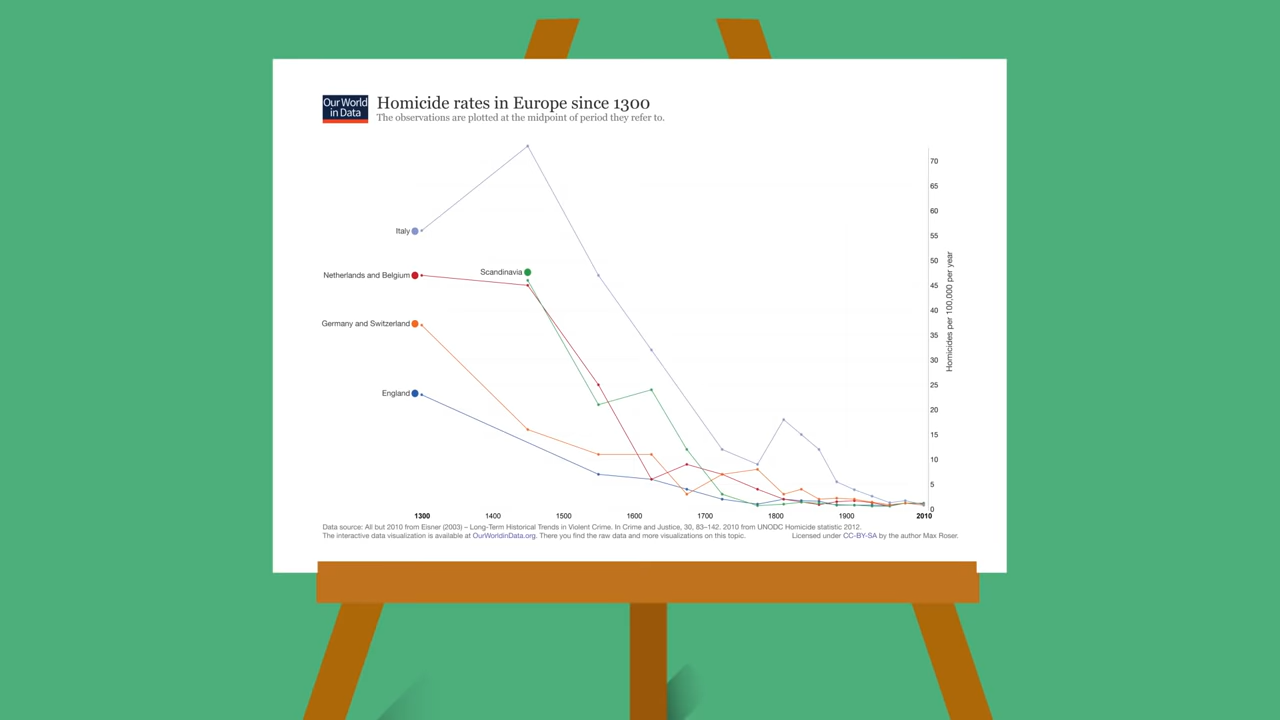 Our World
in Data
Homicide rates in Europe since 1300
The observations are plotted at the midpoint of period they refer to.
70
65
60
55
50
45
40
35
30
25
20
15
10
5
0
Homicides per 100,000 per year
Italy
Scandinavia
Netherlands and Belgium
Germany and Switzerland
England
1300 1400 1500 1600 1700 1800 1900 2010
Data source: All but 2010 from Eisner (2003) – Long-Term Historical Trends in Violent Crime. In Crime and Justice, 30, 83–142. 2010 from UNODC Homicide statistic 2012.
The interactive data visualization is available at OurWorldinData.org. There you find the raw data and more visualizations on this topic. Licensed under CC-BY-SA by the author Max Roser.